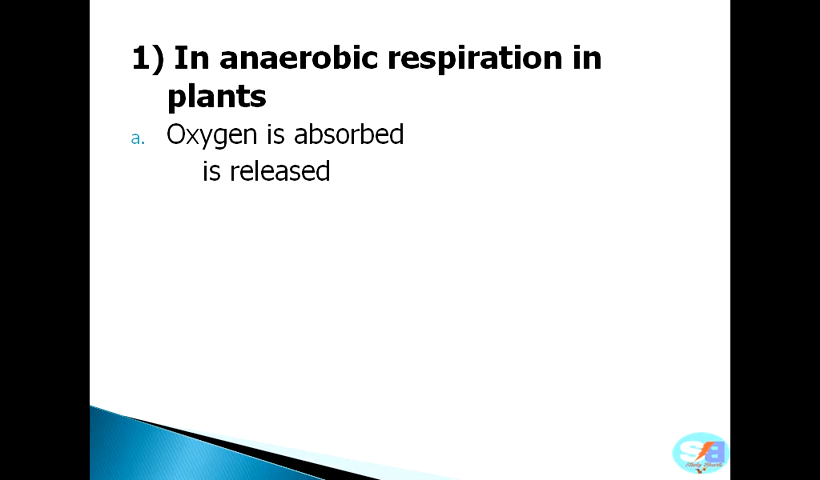 1) In anaerobic respiration in
plants
a. Oxygen is absorbed
is released